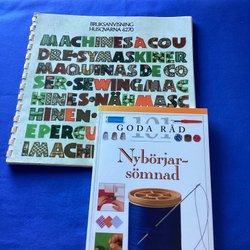 BRUKSANVISNING
HUSQVARNA 6270
MACHINES A COU
DRE·SYMASKINER
MAQUINAS DE CO
SER·SEWING MAC
HINES·NÄHMASC
HINEN·
EPERCU
IMACHI
101
GODA RÅD
Nybörjar-
sömnad